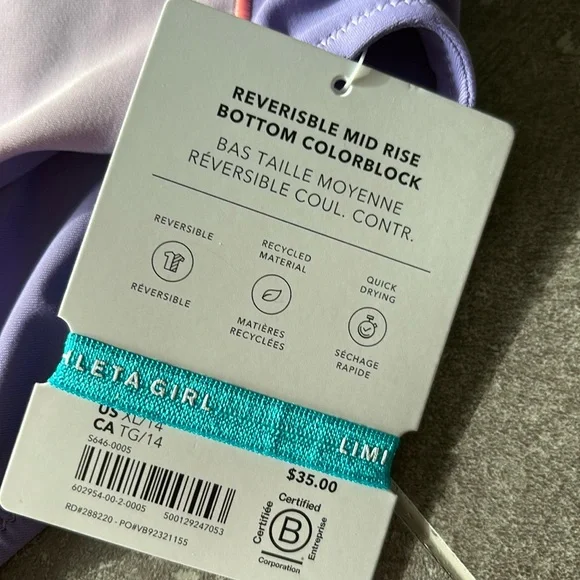 REVERISBLE MID RISE
BOTTOM COLORBLOCK
BAS TAILLE MOYENNE
RÉVERSIBLE COUL. CONTR.
REVERSIBLE
RÉVERSIBLE
RECYCLED
MATERIAL
MATIÈRES
RECYCLÉES
QUICK
DRYING
SÉCHAGE
RAPIDE
LETA GIRL
LIMI
US XL/14
CA TG/14
S646-0005
$35.00
602954-00-2-0005
500129247053
RD#288220 - PO#VB92321155
Certified
Certifiée
B
Entreprise
Corporation